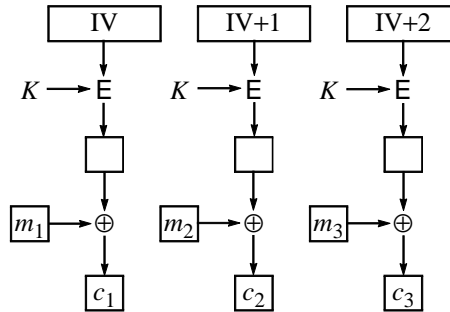 IV IV+1 IV+2
K E K E K E
m₁ ⊕ m₂ ⊕ m₃ ⊕
c₁ c₂ c₃